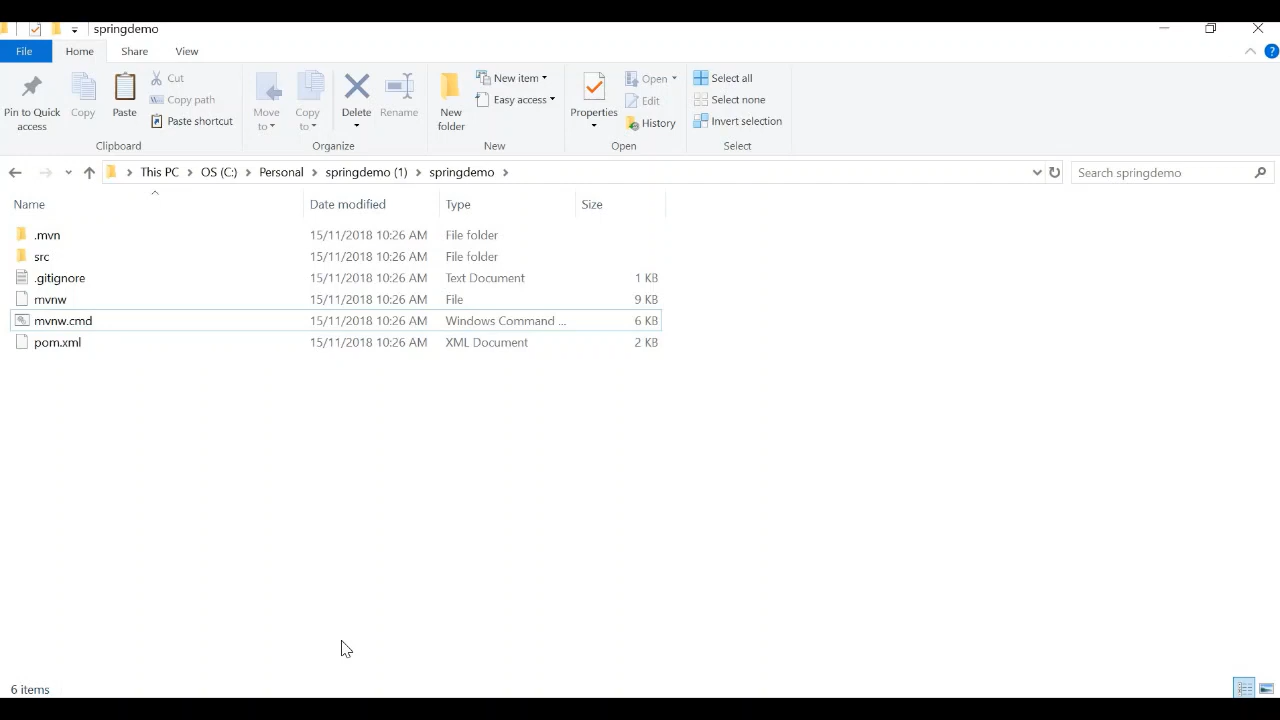 springdemo
File Home Share View
Pin to Quick access
Copy
Paste
Cut
Copy path
Paste shortcut
Clipboard
Move to
Copy to
Delete
Rename
Organize
New folder
New item
Easy access
New
Properties
Open
Edit
History
Open
Select all
Select none
Invert selection
Select
This PC OS (C:) Personal springdemo (1) springdemo
Search springdemo
Name Date modified Type Size
.mvn 15/11/2018 10:26 AM File folder
src 15/11/2018 10:26 AM File folder
.gitignore 15/11/2018 10:26 AM Text Document 1 KB
mvnw 15/11/2018 10:26 AM File 9 KB
mvnw.cmd 15/11/2018 10:26 AM Windows Command ... 6 KB
pom.xml 15/11/2018 10:26 AM XML Document 2 KB
6 items